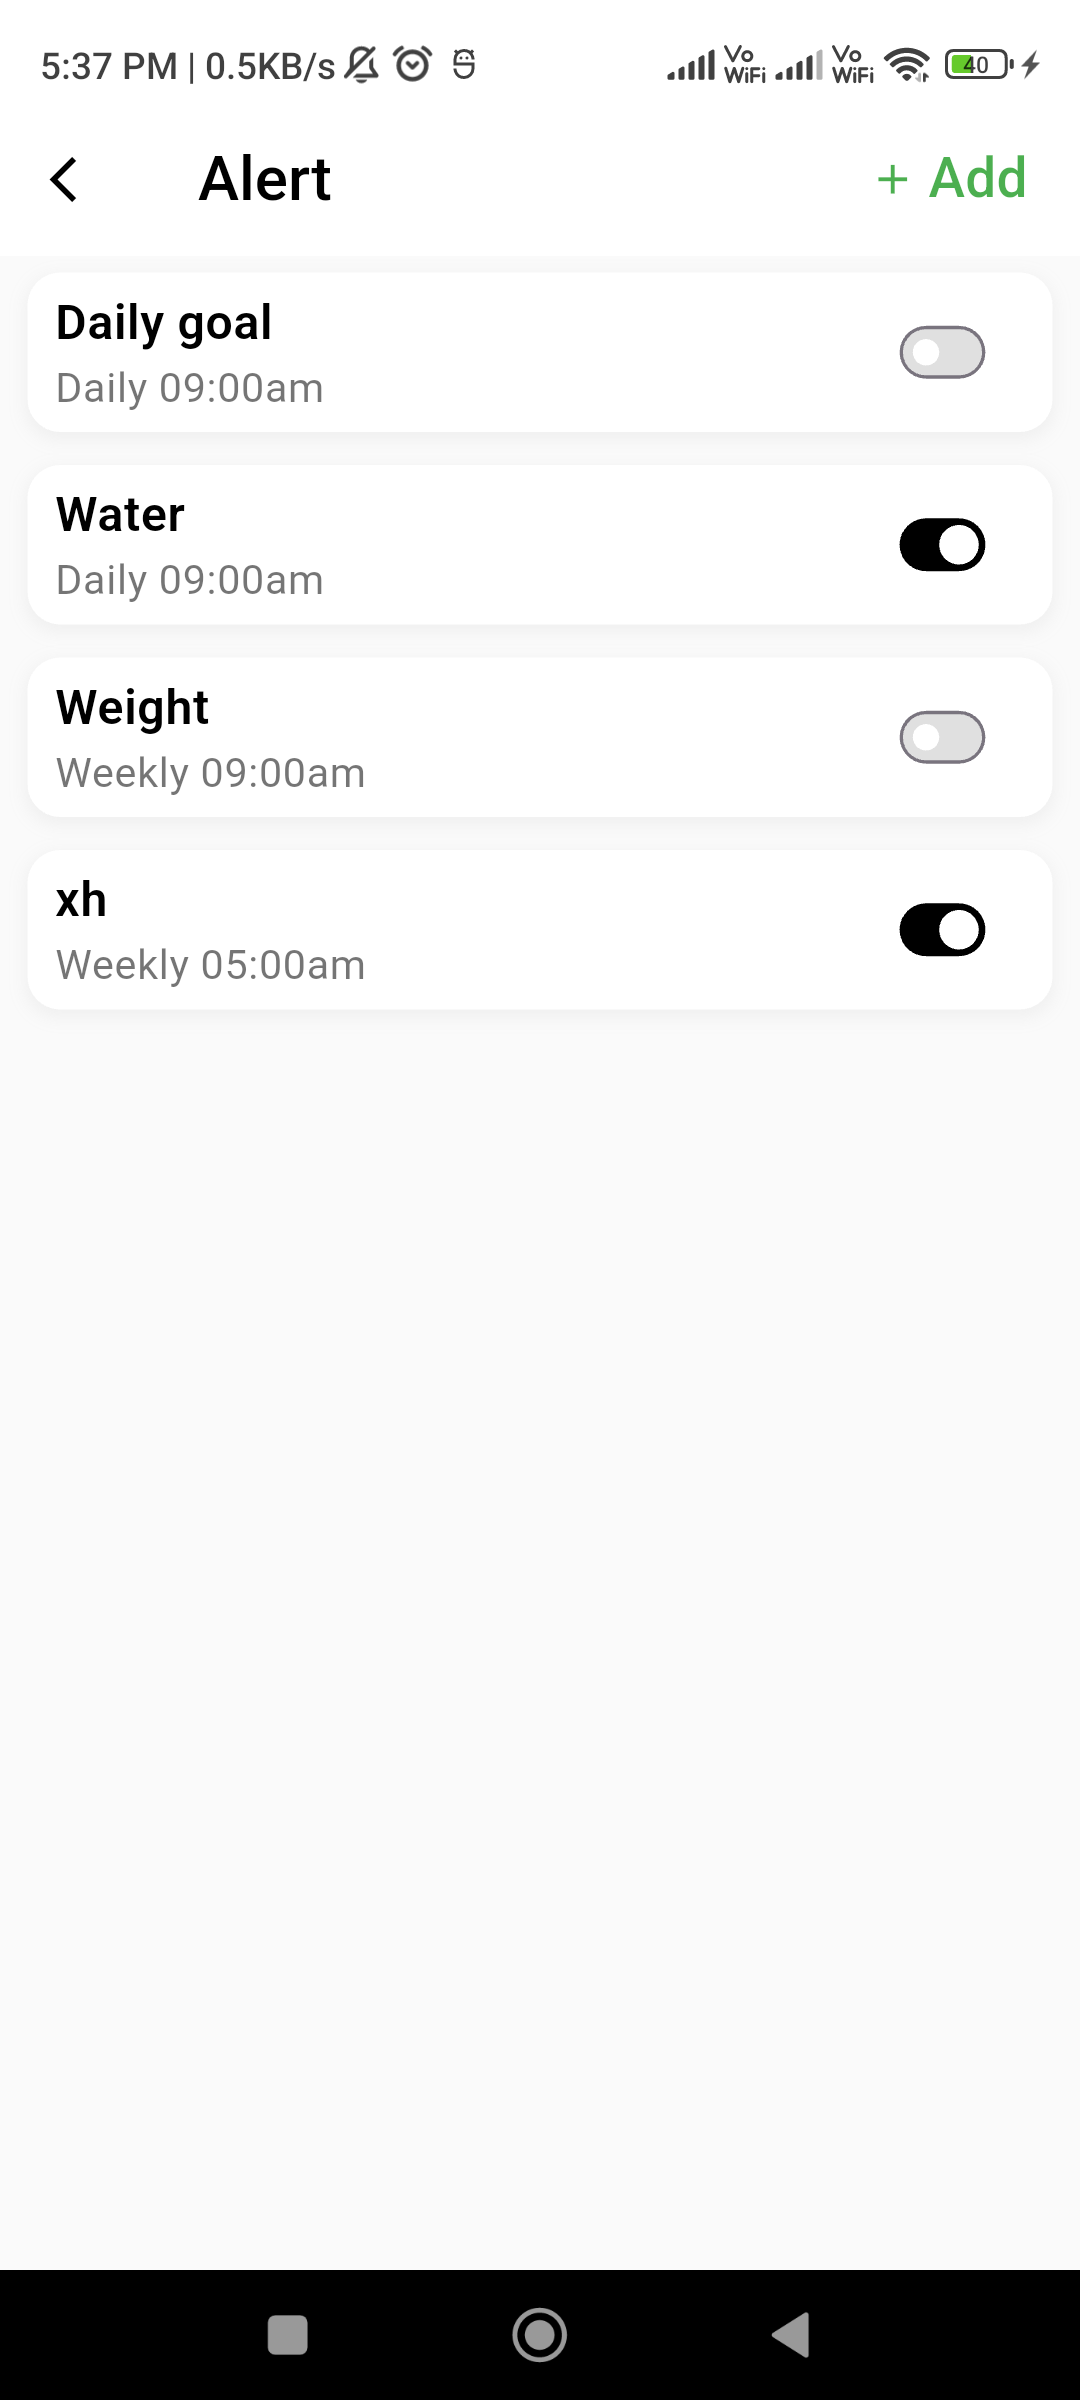 5:37 PM | 0.5KB/s Vo WiFi Vo WiFi 40
Alert
+ Add
Daily goal
Daily 09:00am
Water
Daily 09:00am
Weight
Weekly 09:00am
xh
Weekly 05:00am